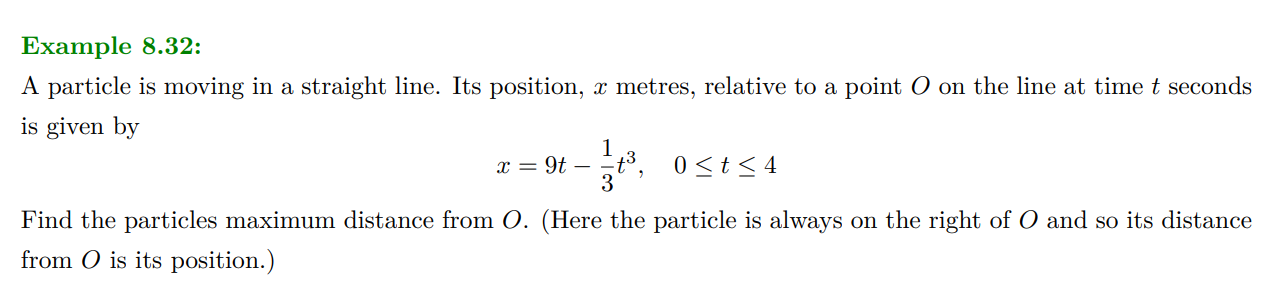 Example 8.32:
A particle is moving in a straight line. Its position, x metres, relative to a point O on the line at time t seconds
is given by
x = 9t − \frac{1}{3}t^3, 0 ≤ t ≤ 4
Find the particles maximum distance from O. (Here the particle is always on the right of O and so its distance
from O is its position.)